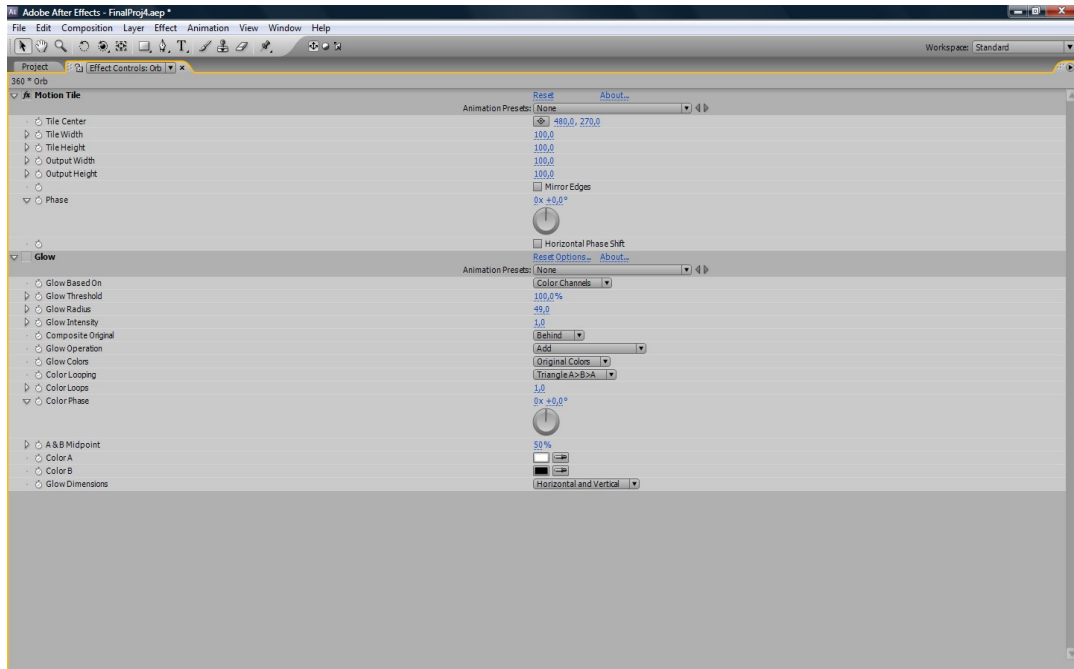 Ae Adobe After Effects - FinalProj4.aep *
File Edit Composition Layer Effect Animation View Window Help
Workspace: Standard
Project Effect Controls: Orb
360 * Orb
fx Motion Tile Reset About...
Animation Presets: None
Tile Center 480,0, 270,0
Tile Width 100,0
Tile Height 100,0
Output Width 100,0
Output Height 100,0
Mirror Edges
Phase 0x +0,0°
Horizontal Phase Shift
Glow Reset Options... About...
Animation Presets: None
Glow Based On Color Channels
Glow Threshold 100,0%
Glow Radius 49,0
Glow Intensity 1,0
Composite Original Behind
Glow Operation Add
Glow Colors Original Colors
Color Looping Triangle A>B>A
Color Loops 1,0
Color Phase 0x +0,0°
A & B Midpoint 50%
Color A
Color B
Glow Dimensions Horizontal and Vertical